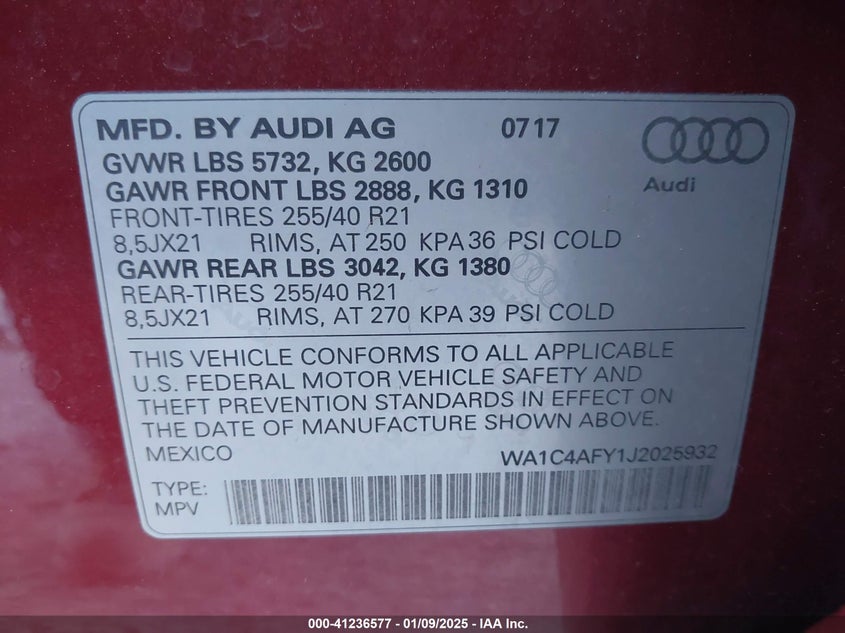 MFD. BY AUDI AG 0717
Audi
GVWR LBS 5732, KG 2600
GAWR FRONT LBS 2888, KG 1310
FRONT-TIRES 255/40 R21
8,5JX21 RIMS, AT 250 KPA 36 PSI COLD
GAWR REAR LBS 3042, KG 1380
REAR-TIRES 255/40 R21
8,5JX21 RIMS, AT 270 KPA 39 PSI COLD
THIS VEHICLE CONFORMS TO ALL APPLICABLE
U.S. FEDERAL MOTOR VEHICLE SAFETY AND
THEFT PREVENTION STANDARDS IN EFFECT ON
THE DATE OF MANUFACTURE SHOWN ABOVE.
MEXICO WA1C4AFY1J2025932
TYPE:
MPV
000-41236577 - 01/09/2025 - IAA Inc.